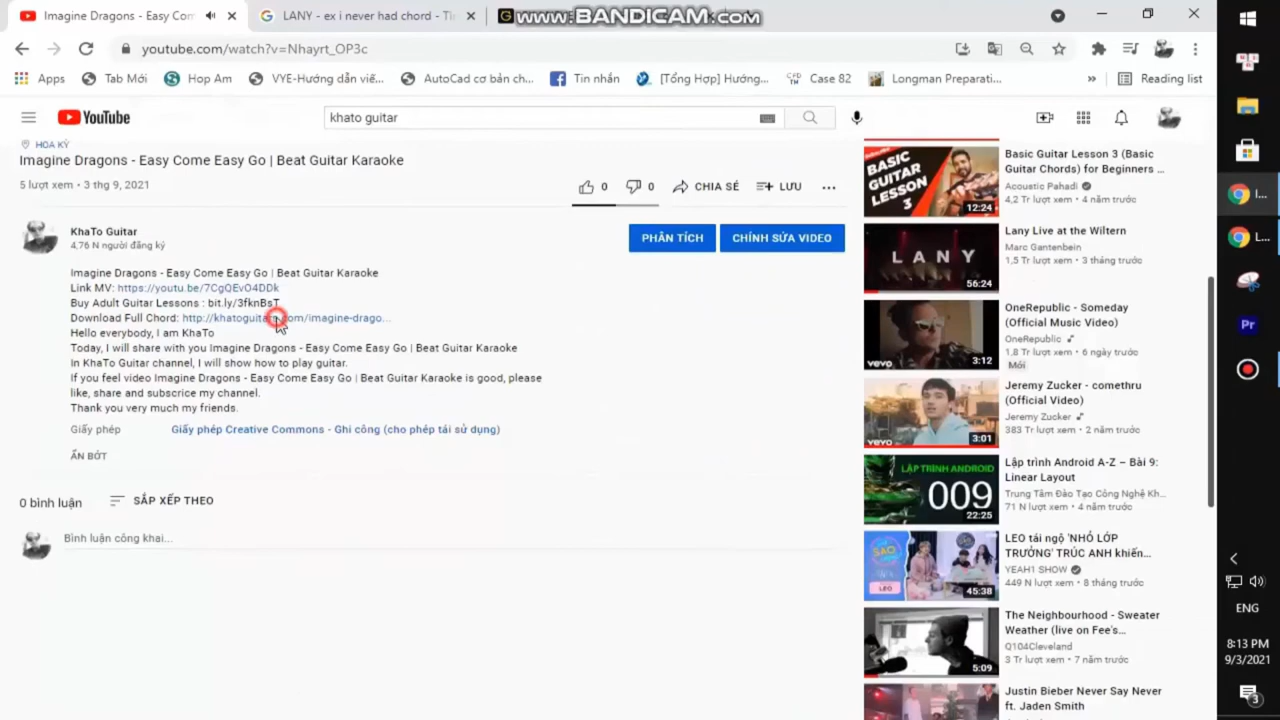 Imagine Dragons - Easy Com
LANY - ex i never had chord - Ti
www.BANDICAM.com
youtube.com/watch?v=Nhayrt_OP3c
Apps
Tab Mới
Hop Am
VYE-Hướng dẫn viế...
AutoCad cơ bản ch...
Tin nhắn
[Tổng Hợp] Hướng...
Case 82
Longman Preparati...
»
Reading list
YouTube
khato guitar
HOA KỲ
Imagine Dragons - Easy Come Easy Go | Beat Guitar Karaoke
5 lượt xem • 3 thg 9, 2021
0
0
CHIA SẺ
LƯU
KhaTo Guitar
4,76 N người đăng ký
PHÂN TÍCH
CHỈNH SỬA VIDEO
Imagine Dragons - Easy Come Easy Go | Beat Guitar Karaoke
Link MV: https://youtu.be/7CgQEvO4DDk
Buy Adult Guitar Lessons : bit.ly/3fknBsT
Download Full Chord: http://khatoguita com/imagine-drago...
Hello everybody, I am KhaTo
Today, I will share with you Imagine Dragons - Easy Come Easy Go | Beat Guitar Karaoke
In KhaTo Guitar channel, I will show how to play guitar.
If you feel video Imagine Dragons - Easy Come Easy Go | Beat Guitar Karaoke is good, please
like, share and subscrice my channel.
Thank you very much my friends.
Giấy phép
Giấy phép Creative Commons - Ghi công (cho phép tái sử dụng)
ẨN BỚT
0 bình luận
SẮP XẾP THEO
Bình luận công khai...
BASIC
GUITAR
LESSON
3
12:24
Basic Guitar Lesson 3 (Basic
Guitar Chords) for Beginners ...
Acoustic Pahadi
4,2 Tr lượt xem • 4 năm trước
LANY
56:24
Lany Live at the Wiltern
Marc Gantenbein
1,5 Tr lượt xem • 3 tháng trước
vevo
3:12
OneRepublic - Someday
(Official Music Video)
OneRepublic
1,8 Tr lượt xem • 6 ngày trước
Mới
vevo
3:01
Jeremy Zucker - comethru
(Official Video)
Jeremy Zucker
383 Tr lượt xem • 2 năm trước
LẬP TRÌNH ANDROID
009
22:25
Lập trình Android A-Z – Bài 9:
Linear Layout
Trung Tâm Đào Tạo Công Nghệ Kh...
71 N lượt xem • 4 năm trước
SAO
LEO
45:38
LEO tái ngộ 'NHỎ LỚP
TRƯỞNG' TRÚC ANH khiến...
YEAH1 SHOW
449 N lượt xem • 8 tháng trước
5:09
The Neighbourhood - Sweater
Weather (live on Fee's...
Q104Cleveland
3 Tr lượt xem • 7 năm trước
Justin Bieber Never Say Never
ft. Jaden Smith
I...
L...
Pr
ENG
8:13 PM
9/3/2021
3